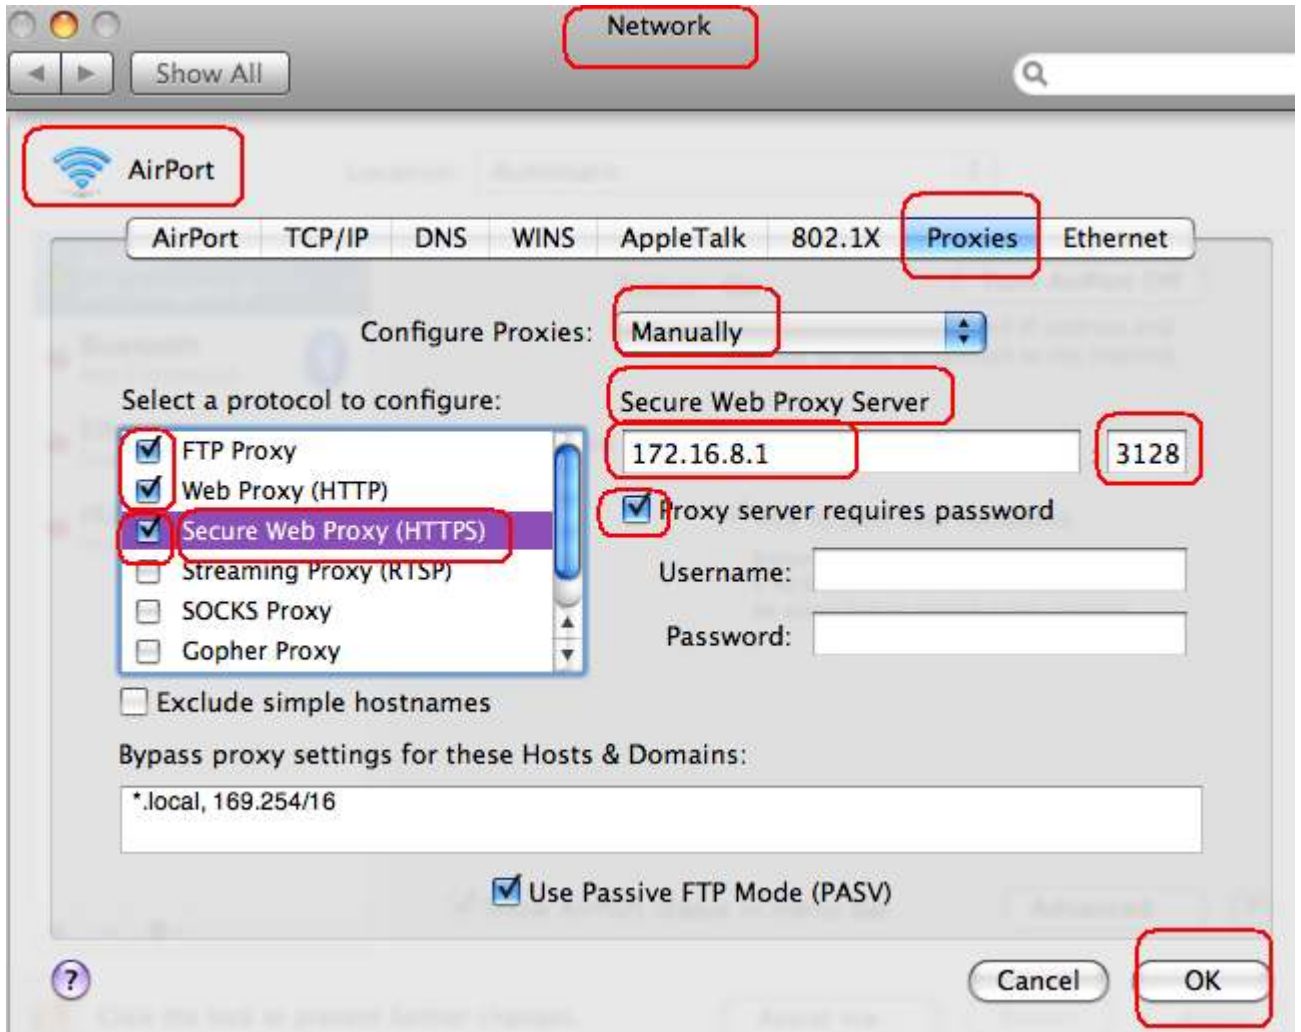 Network
Show All
AirPort
AirPort TCP/IP DNS WINS AppleTalk 802.1X Proxies Ethernet
Configure Proxies: Manually
Select a protocol to configure:
Secure Web Proxy Server
FTP Proxy
172.16.8.1 3128
Web Proxy (HTTP)
Proxy server requires password
Secure Web Proxy (HTTPS)
Streaming Proxy (RTSP)
Username:
SOCKS Proxy
Password:
Gopher Proxy
Exclude simple hostnames
Bypass proxy settings for these Hosts & Domains:
*.local, 169.254/16
Use Passive FTP Mode (PASV)
? Cancel OK